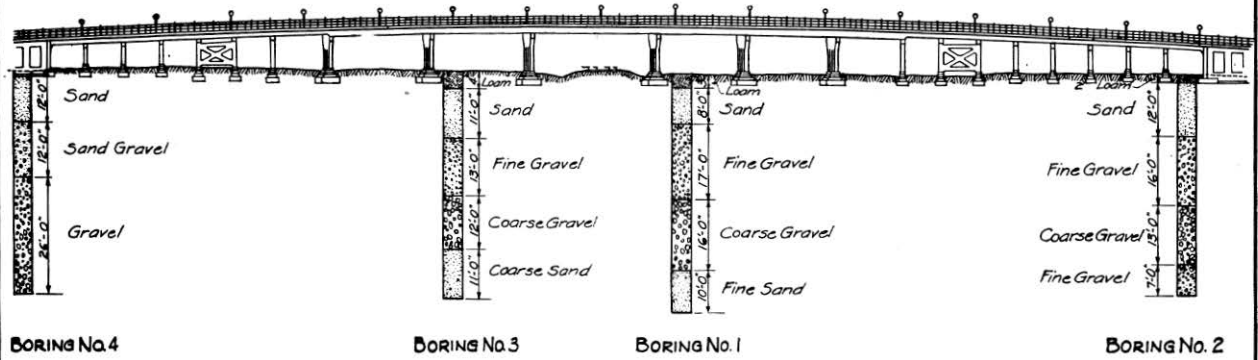 Sand
12'-0"
Sand Gravel
12'-0"
Gravel
26'-0"
BORING No. 4
Loam
Sand
11'-0"
Fine Gravel
13'-0"
Coarse Gravel
12'-0"
Coarse Sand
11'-0"
BORING No. 3
Loam
Sand
8'-0"
Fine Gravel
17'-0"
Coarse Gravel
16'-0"
Fine Sand
10'-0"
BORING No. 1
2' Loam
Sand
12'-0"
Fine Gravel
16'-0"
Coarse Gravel
13'-0"
Fine Gravel
7'-0"
BORING No. 2